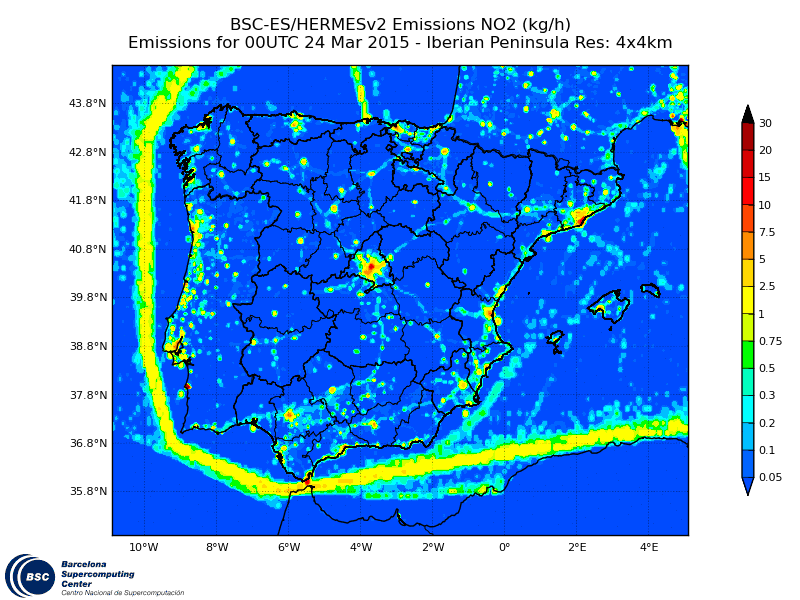 BSC-ES/HERMESv2 Emissions NO2 (kg/h)
Emissions for 00UTC 24 Mar 2015 - Iberian Peninsula Res: 4x4km
43.8°N
42.8°N
41.8°N
40.8°N
39.8°N
38.8°N
37.8°N
36.8°N
35.8°N
10°W
8°W
6°W
4°W
2°W
0°
2°E
4°E
30
20
15
10
7.5
5
2.5
1
0.75
0.5
0.3
0.2
0.1
0.05
BSC
Barcelona
Supercomputing
Center
Centro Nacional de Supercomputación